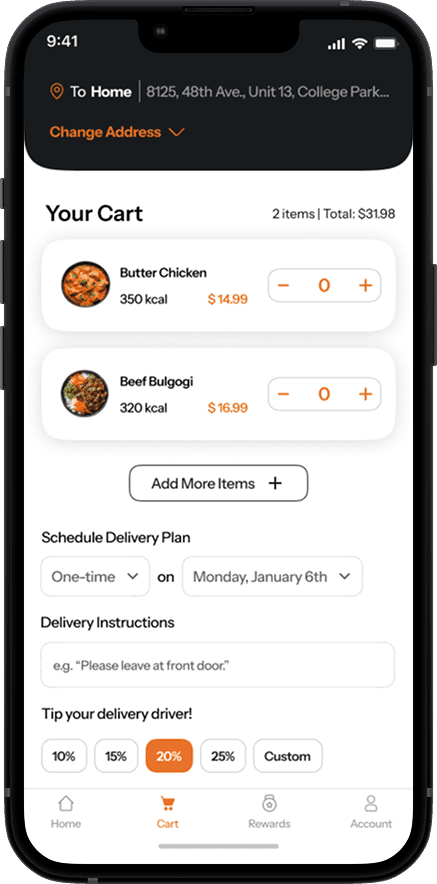 9:41
To Home | 8125, 48th Ave., Unit 13, College Park...
Change Address
Your Cart
2 items | Total: $31.98
Butter Chicken
350 kcal $14.99
− 0 +
Beef Bulgogi
320 kcal $16.99
− 0 +
Add More Items +
Schedule Delivery Plan
One-time on Monday, January 6th
Delivery Instructions
e.g. “Please leave at front door.”
Tip your delivery driver!
10% 15% 20% 25% Custom
Home Cart Rewards Account